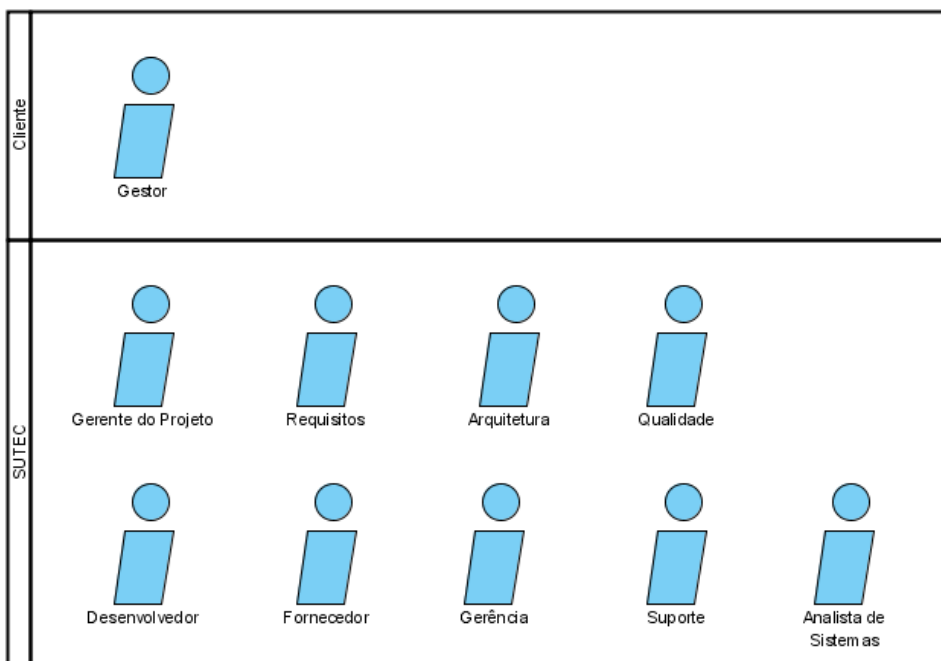 Cliente
Gestor
SUTEC
Gerente do Projeto
Requisitos
Arquitetura
Qualidade
Desenvolvedor
Fornecedor
Gerência
Suporte
Analista de
Sistemas